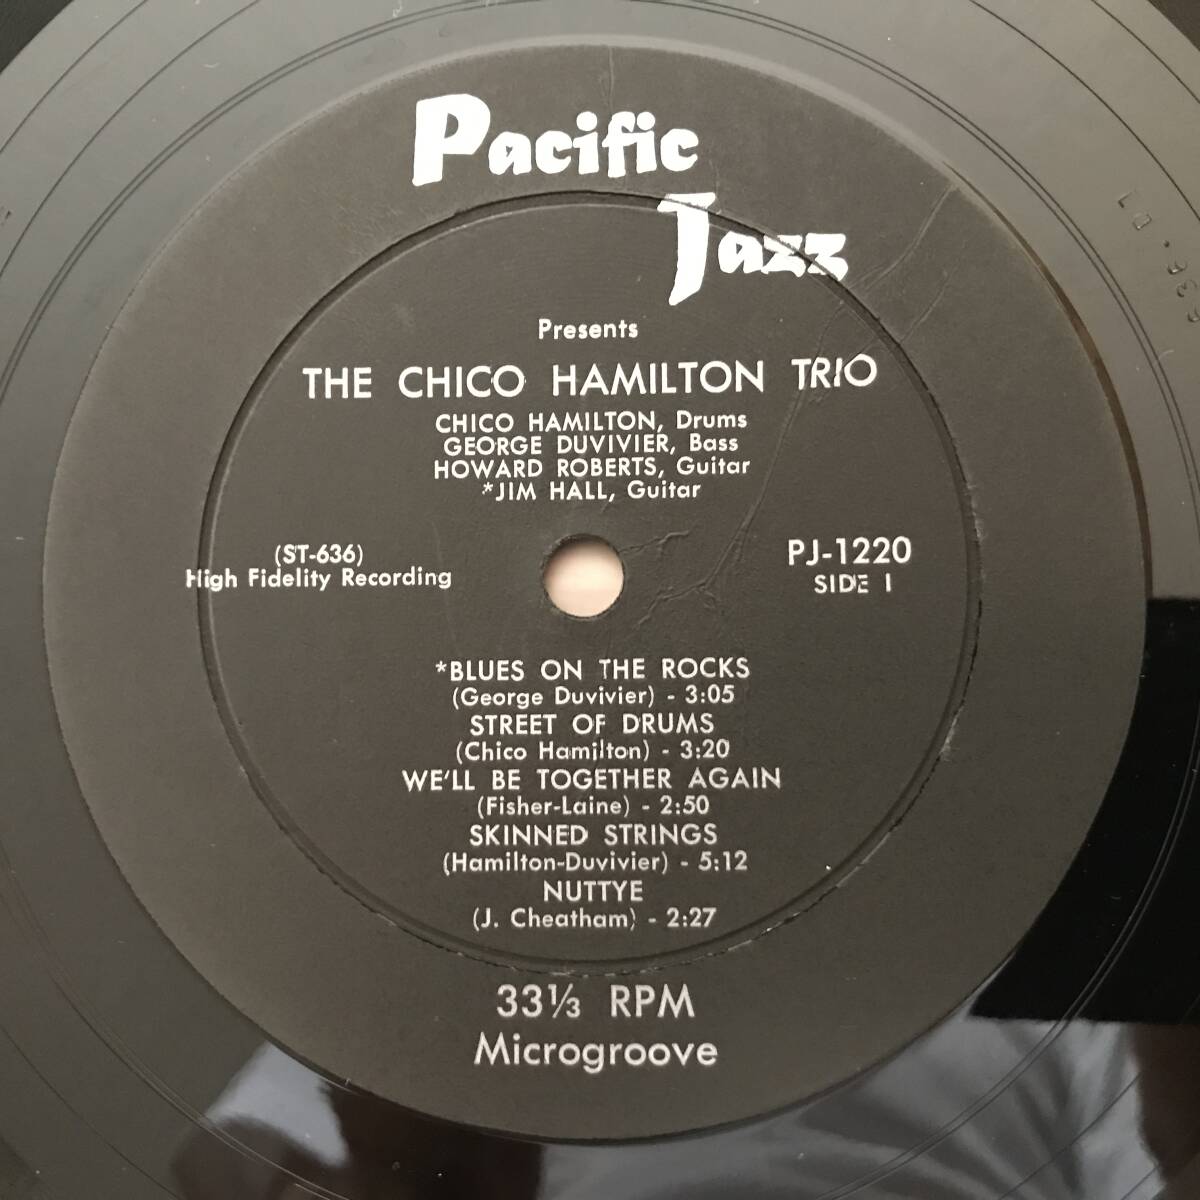 Pacific
Jazz
Presents
THE CHICO HAMILTON TRIO
CHICO HAMILTON, Drums
GEORGE DUVIVIER, Bass
HOWARD ROBERTS, Guitar
*JIM HALL, Guitar
(ST-636)
High Fidelity Recording
PJ-1220
SIDE 1
*BLUES ON THE ROCKS
(George Duvivier) - 3:05
STREET OF DRUMS
(Chico Hamilton) - 3:20
WE'LL BE TOGETHER AGAIN
(Fisher-Laine) - 2:50
SKINNED STRINGS
(Hamilton-Duvivier) - 5:12
NUTTYE
(J. Cheatham) - 2:27
33⅓ RPM
Microgroove